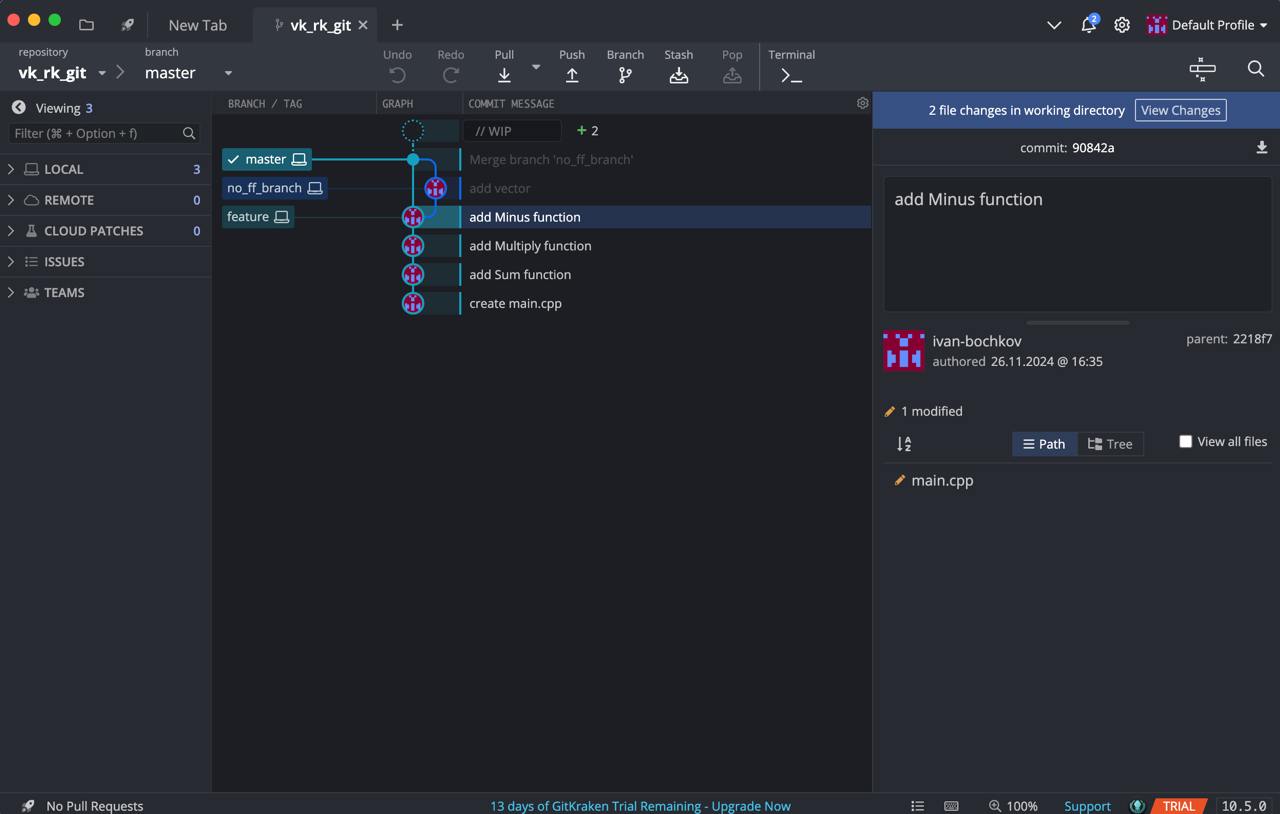 New Tab
vk_rk_git
2
Default Profile
repository
vk_rk_git
branch
master
Undo
Redo
Pull
Push
Branch
Stash
Pop
Terminal
Viewing 3
Filter (⌘ + Option + f)
LOCAL 3
REMOTE 0
CLOUD PATCHES 0
ISSUES
TEAMS
BRANCH / TAG
GRAPH
COMMIT MESSAGE
// WIP
+ 2
master
Merge branch 'no_ff_branch'
no_ff_branch
add vector
feature
add Minus function
add Multiply function
add Sum function
create main.cpp
2 file changes in working directory
View Changes
commit: 90842a
add Minus function
ivan-bochkov
authored 26.11.2024 @ 16:35
parent: 2218f7
1 modified
Path
Tree
View all files
main.cpp
No Pull Requests
13 days of GitKraken Trial Remaining - Upgrade Now
100%
Support
TRIAL
10.5.0